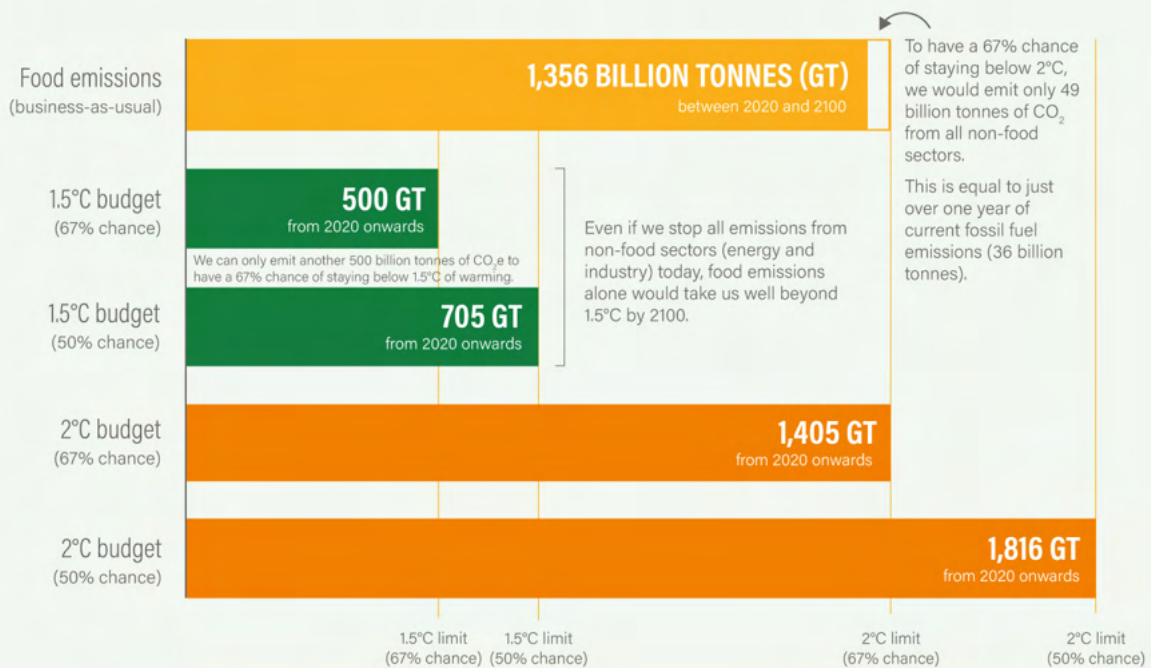 Food emissions
(business-as-usual)
1,356 BILLION TONNES (GT)
between 2020 and 2100
To have a 67% chance
of staying below 2°C,
we would emit only 49
billion tonnes of CO₂
from all non-food
sectors.
This is equal to just
over one year of
current fossil fuel
emissions (36 billion
tonnes).
1.5°C budget
(67% chance)
500 GT
from 2020 onwards
We can only emit another 500 billion tonnes of CO₂e to
have a 67% chance of staying below 1.5°C of warming.
Even if we stop all emissions from
non-food sectors (energy and
industry) today, food emissions
alone would take us well beyond
1.5°C by 2100.
1.5°C budget
(50% chance)
705 GT
from 2020 onwards
2°C budget
(67% chance)
1,405 GT
from 2020 onwards
2°C budget
(50% chance)
1,816 GT
from 2020 onwards
1.5°C limit
(67% chance)
1.5°C limit
(50% chance)
2°C limit
(67% chance)
2°C limit
(50% chance)